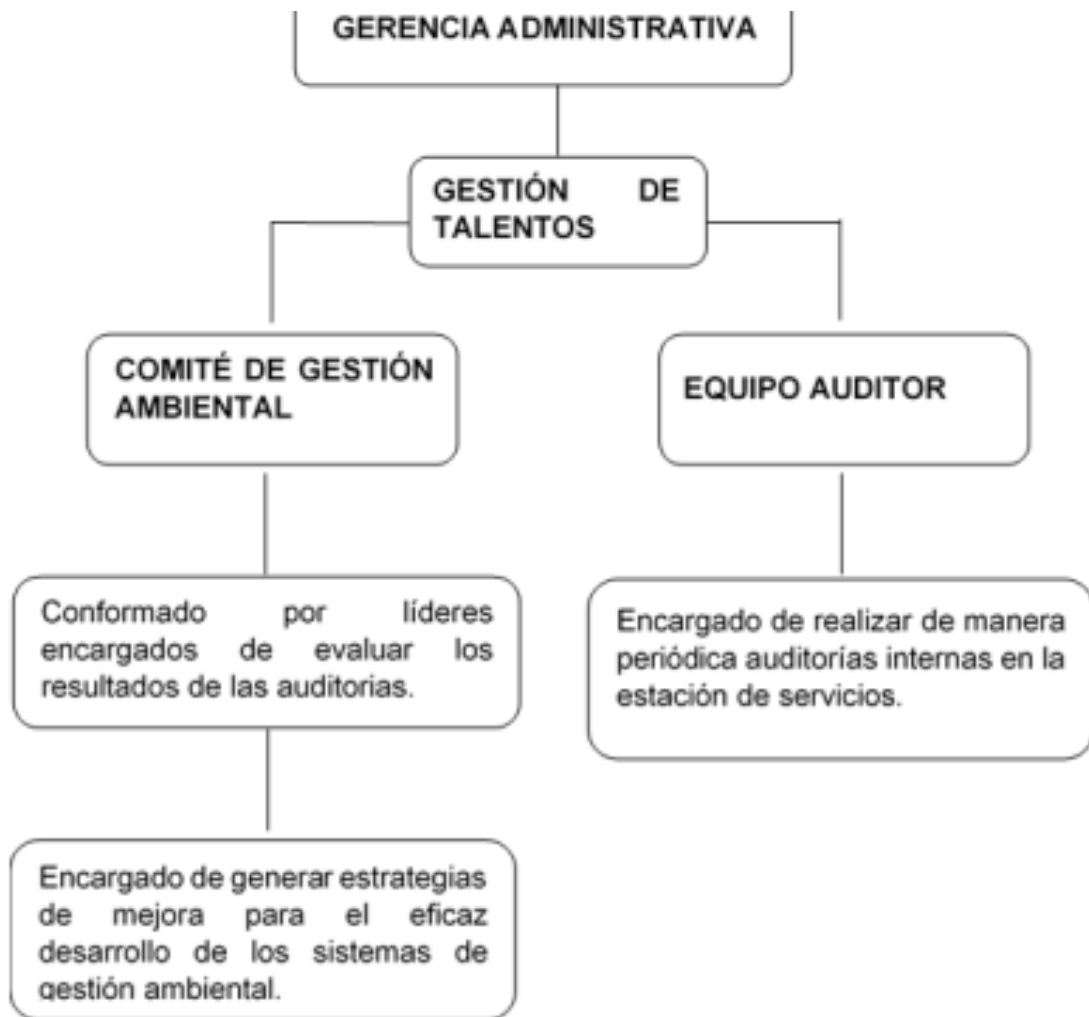 GERENCIA ADMINISTRATIVA
GESTIÓN DE
TALENTOS
COMITÉ DE GESTIÓN
AMBIENTAL
EQUIPO AUDITOR
Conformado por líderes
encargados de evaluar los
resultados de las auditorias.
Encargado de realizar de manera
periódica auditorías internas en la
estación de servicios.
Encargado de generar estrategias
de mejora para el eficaz
desarrollo de los sistemas de
gestión ambiental.